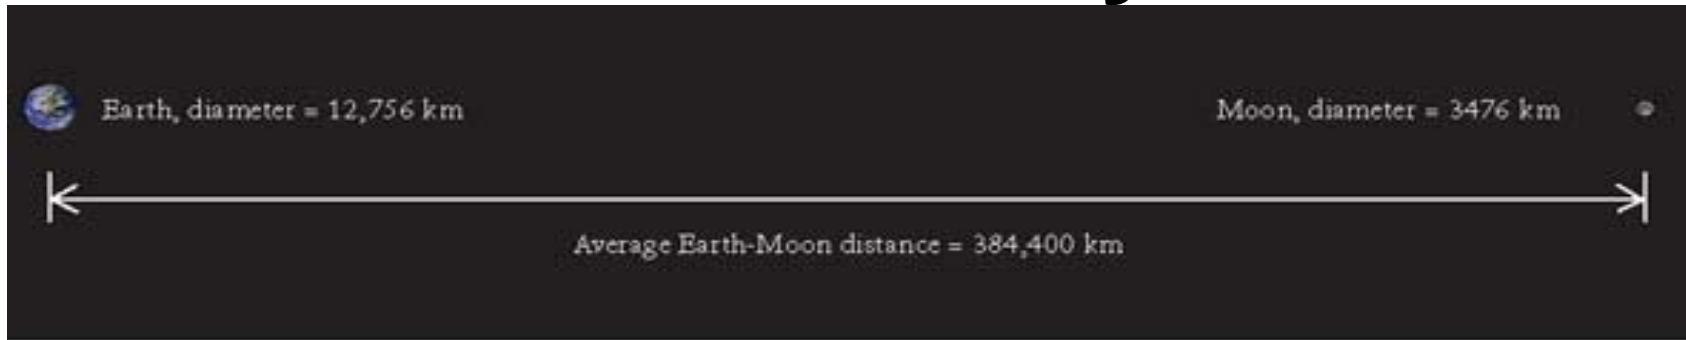 Earth, diameter = 12,756 km
Moon, diameter = 3476 km
Average Earth-Moon distance = 384,400 km